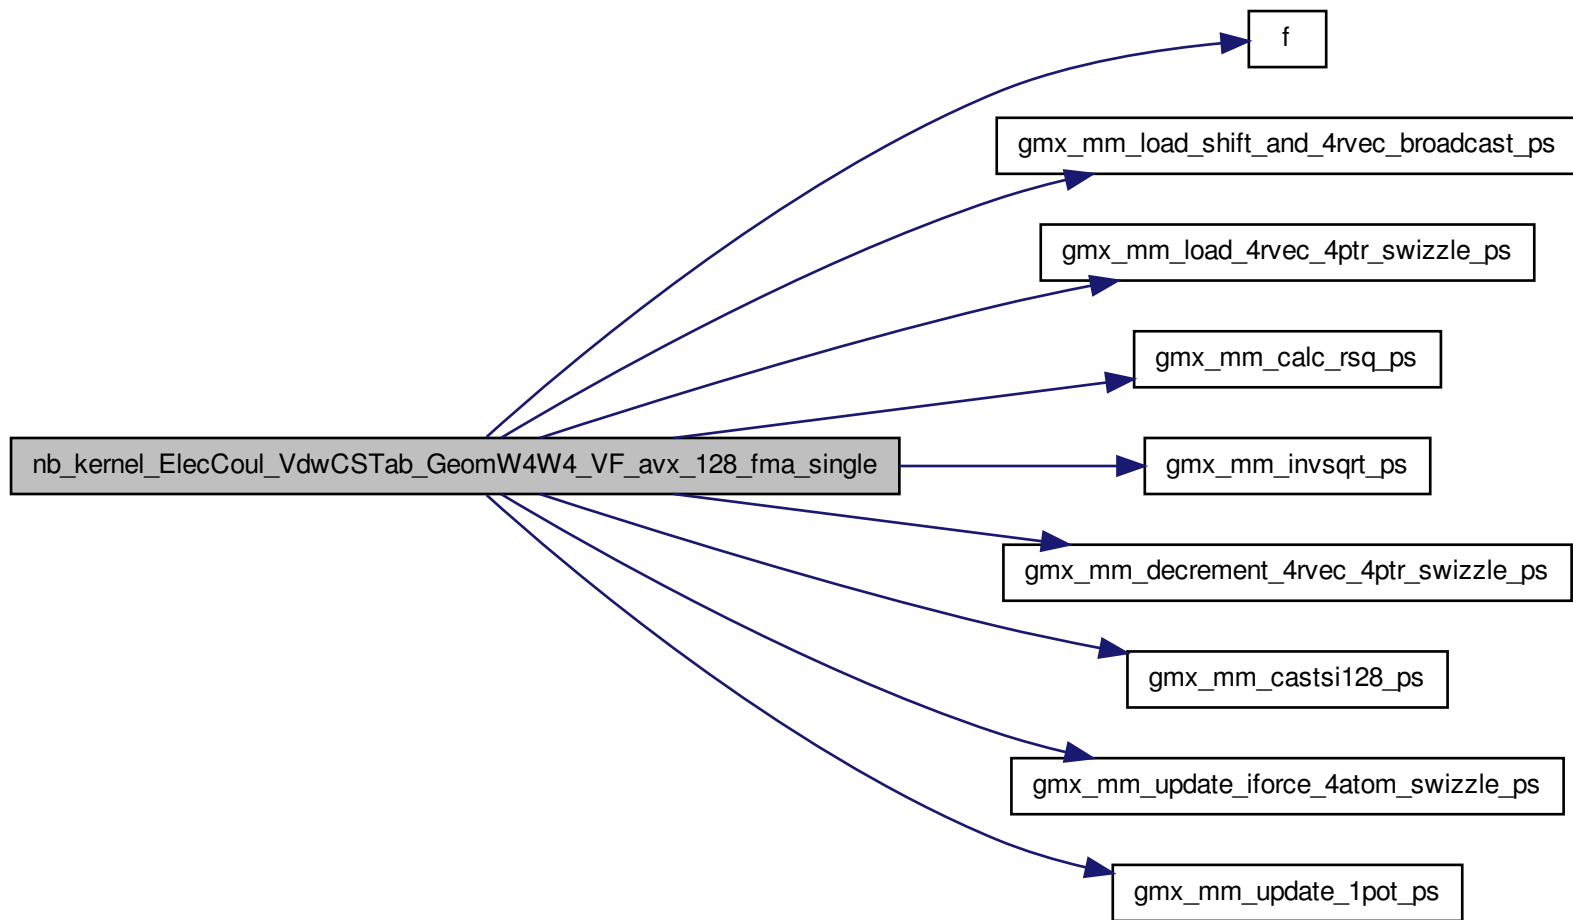 f
gmx_mm_load_shift_and_4rvec_broadcast_ps
gmx_mm_load_4rvec_4ptr_swizzle_ps
gmx_mm_calc_rsq_ps
nb_kernel_ElecCoul_VdwCSTab_GeomW4W4_VF_avx_128_fma_single
gmx_mm_invsqrt_ps
gmx_mm_decrement_4rvec_4ptr_swizzle_ps
gmx_mm_castsi128_ps
gmx_mm_update_iforce_4atom_swizzle_ps
gmx_mm_update_1pot_ps